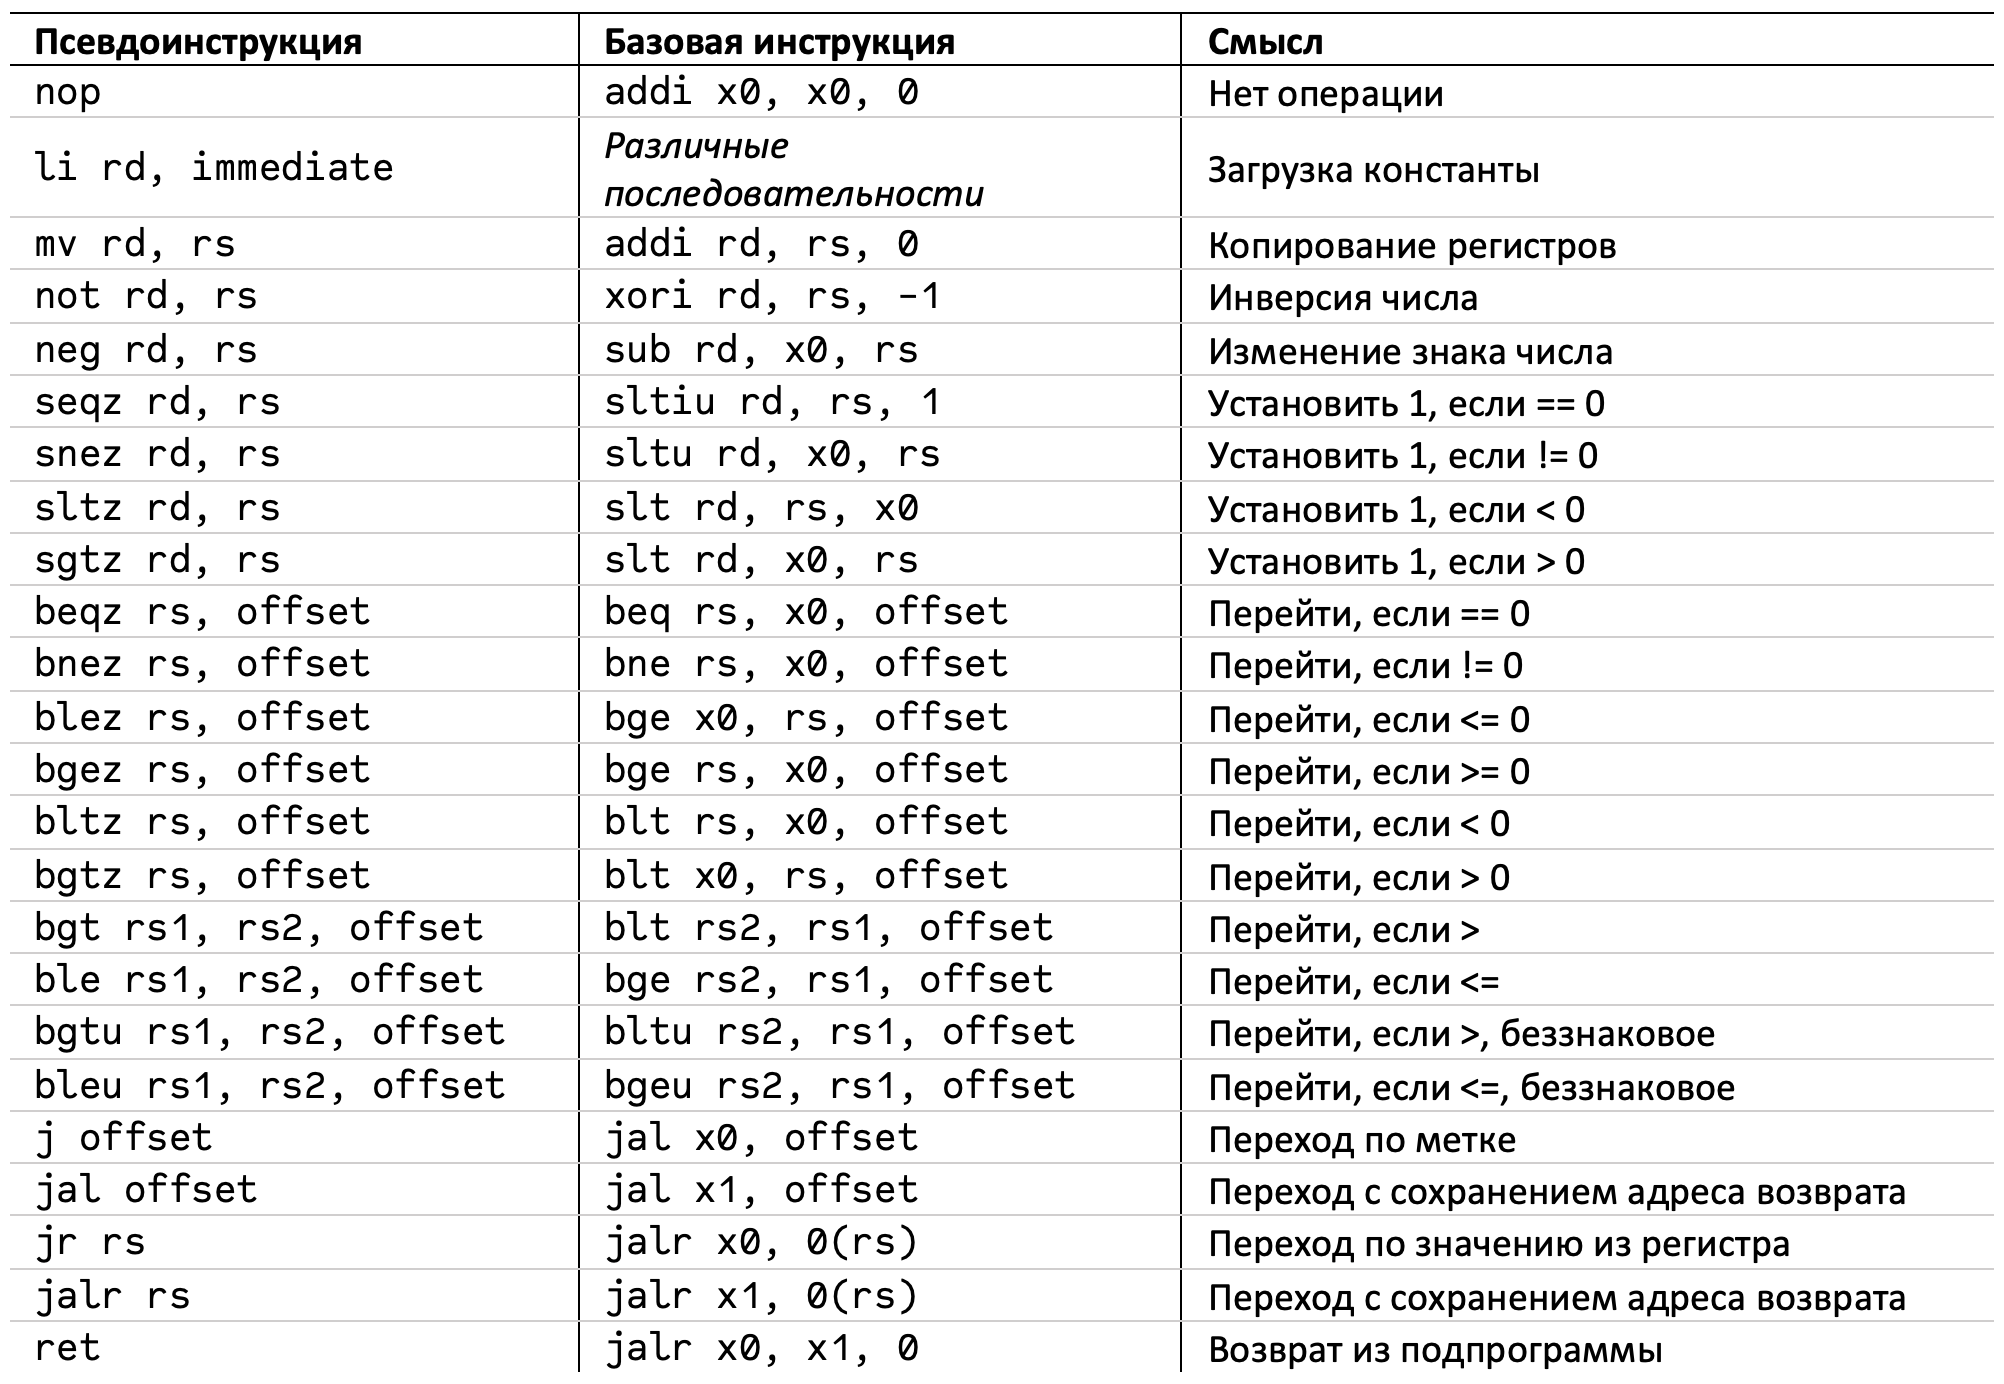 Псевдоинструкция Базовая инструкция Смысл
nop addi x0, x0, 0 Нет операции
li rd, immediate Различные последовательности Загрузка константы
mv rd, rs addi rd, rs, 0 Копирование регистров
not rd, rs xori rd, rs, -1 Инверсия числа
neg rd, rs sub rd, x0, rs Изменение знака числа
seqz rd, rs sltiu rd, rs, 1 Установить 1, если == 0
snez rd, rs sltu rd, x0, rs Установить 1, если != 0
sltz rd, rs slt rd, rs, x0 Установить 1, если < 0
sgtz rd, rs slt rd, x0, rs Установить 1, если > 0
beqz rs, offset beq rs, x0, offset Перейти, если == 0
bnez rs, offset bne rs, x0, offset Перейти, если != 0
blez rs, offset bge x0, rs, offset Перейти, если <= 0
bgez rs, offset bge rs, x0, offset Перейти, если >= 0
bltz rs, offset blt rs, x0, offset Перейти, если < 0
bgtz rs, offset blt x0, rs, offset Перейти, если > 0
bgt rs1, rs2, offset blt rs2, rs1, offset Перейти, если >
ble rs1, rs2, offset bge rs2, rs1, offset Перейти, если <=
bgtu rs1, rs2, offset bltu rs2, rs1, offset Перейти, если >, беззнаковое
bleu rs1, rs2, offset bgeu rs2, rs1, offset Перейти, если <=, беззнаковое
j offset jal x0, offset Переход по метке
jal offset jal x1, offset Переход с сохранением адреса возврата
jr rs jalr x0, 0(rs) Переход по значению из регистра
jalr rs jalr x1, 0(rs) Переход с сохранением адреса возврата
ret jalr x0, x1, 0 Возврат из подпрограммы